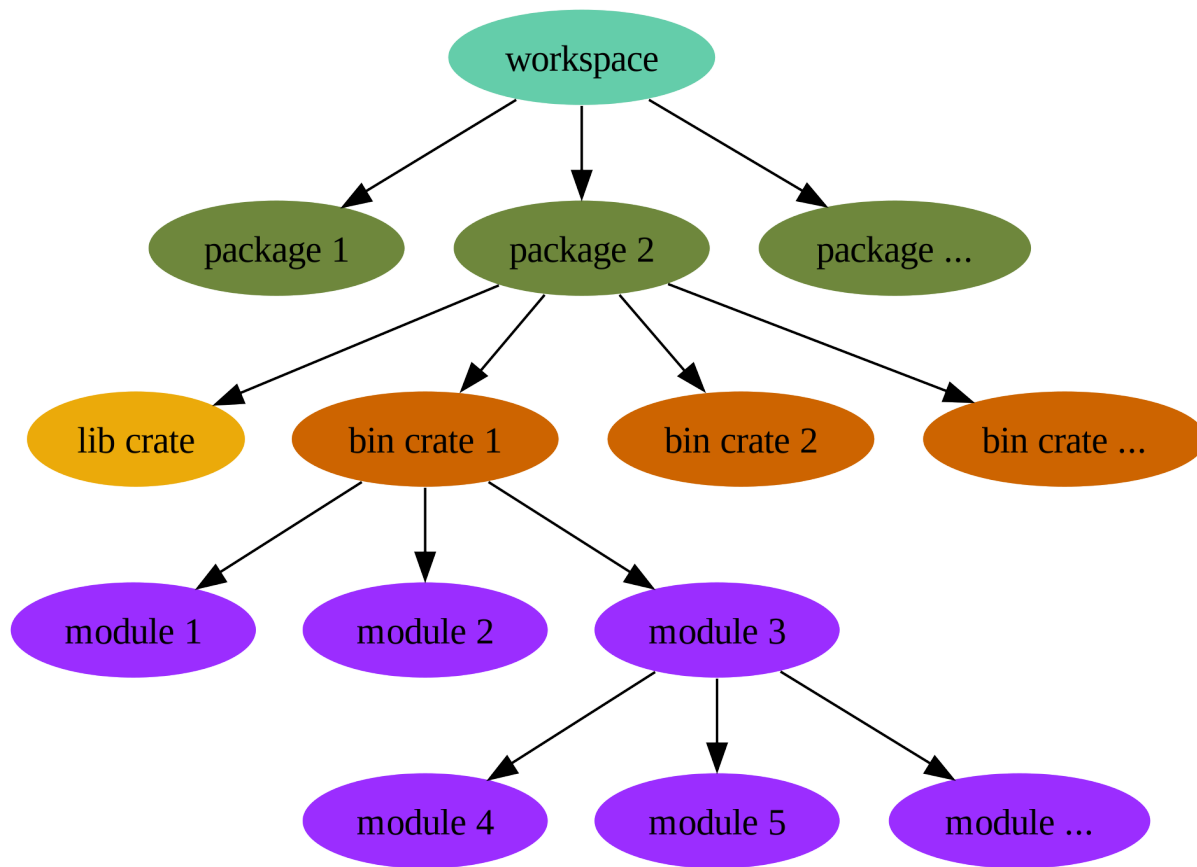 workspace
package 1
package 2
package ...
lib crate
bin crate 1
bin crate 2
bin crate ...
module 1
module 2
module 3
module 4
module 5
module ...